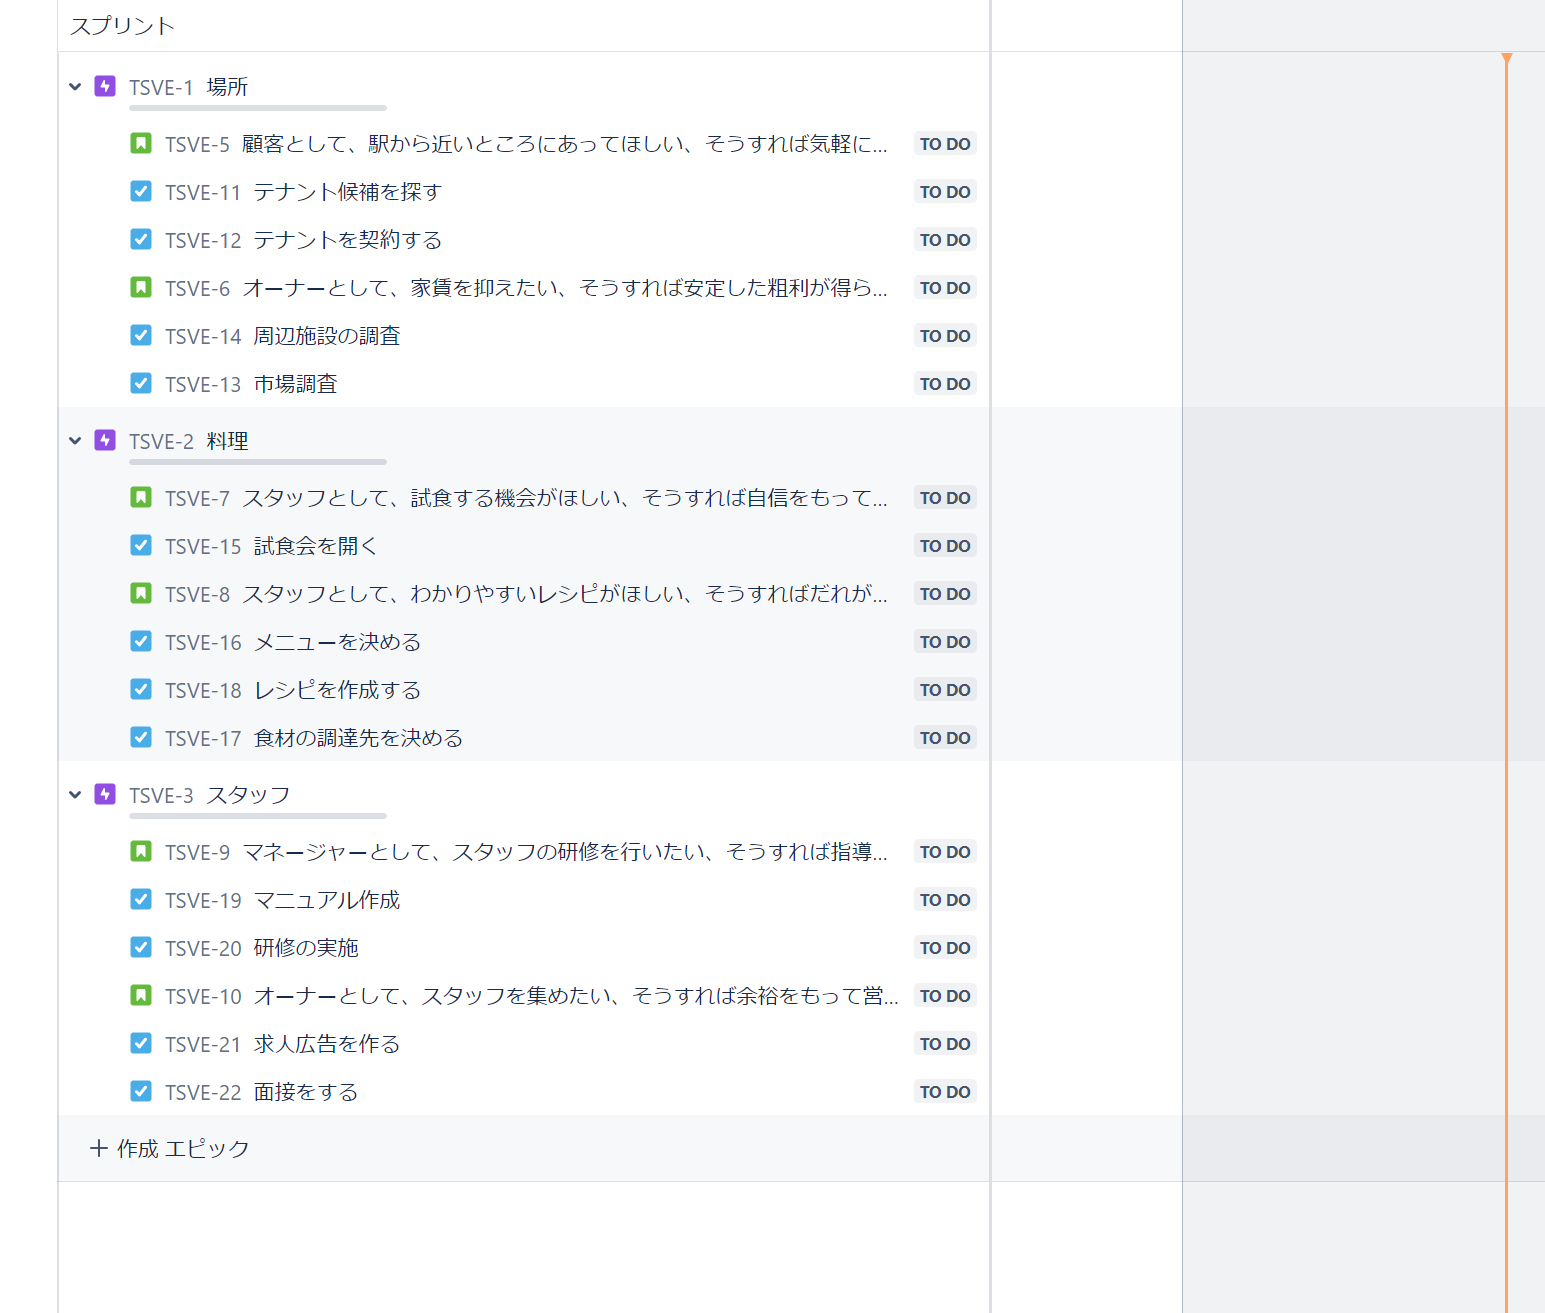 スプリント
TSVE-1 場所
TSVE-5 顧客として、駅から近いところにあってほしい、そうすれば気軽に... TO DO
TSVE-11 テナント候補を探す TO DO
TSVE-12 テナントを契約する TO DO
TSVE-6 オーナーとして、家賃を抑えたい、そうすれば安定した粗利が得ら... TO DO
TSVE-14 周辺施設の調査 TO DO
TSVE-13 市場調査 TO DO
TSVE-2 料理
TSVE-7 スタッフとして、試食する機会がほしい、そうすれば自信をもって... TO DO
TSVE-15 試食会を開く TO DO
TSVE-8 スタッフとして、わかりやすいレシピがほしい、そうすればだれが... TO DO
TSVE-16 メニューを決める TO DO
TSVE-18 レシピを作成する TO DO
TSVE-17 食材の調達先を決める TO DO
TSVE-3 スタッフ
TSVE-9 マネージャーとして、スタッフの研修を行いたい、そうすれば指導... TO DO
TSVE-19 マニュアル作成 TO DO
TSVE-20 研修の実施 TO DO
TSVE-10 オーナーとして、スタッフを集めたい、そうすれば余裕をもって営... TO DO
TSVE-21 求人広告を作る TO DO
TSVE-22 面接をする TO DO
+ 作成 エピック